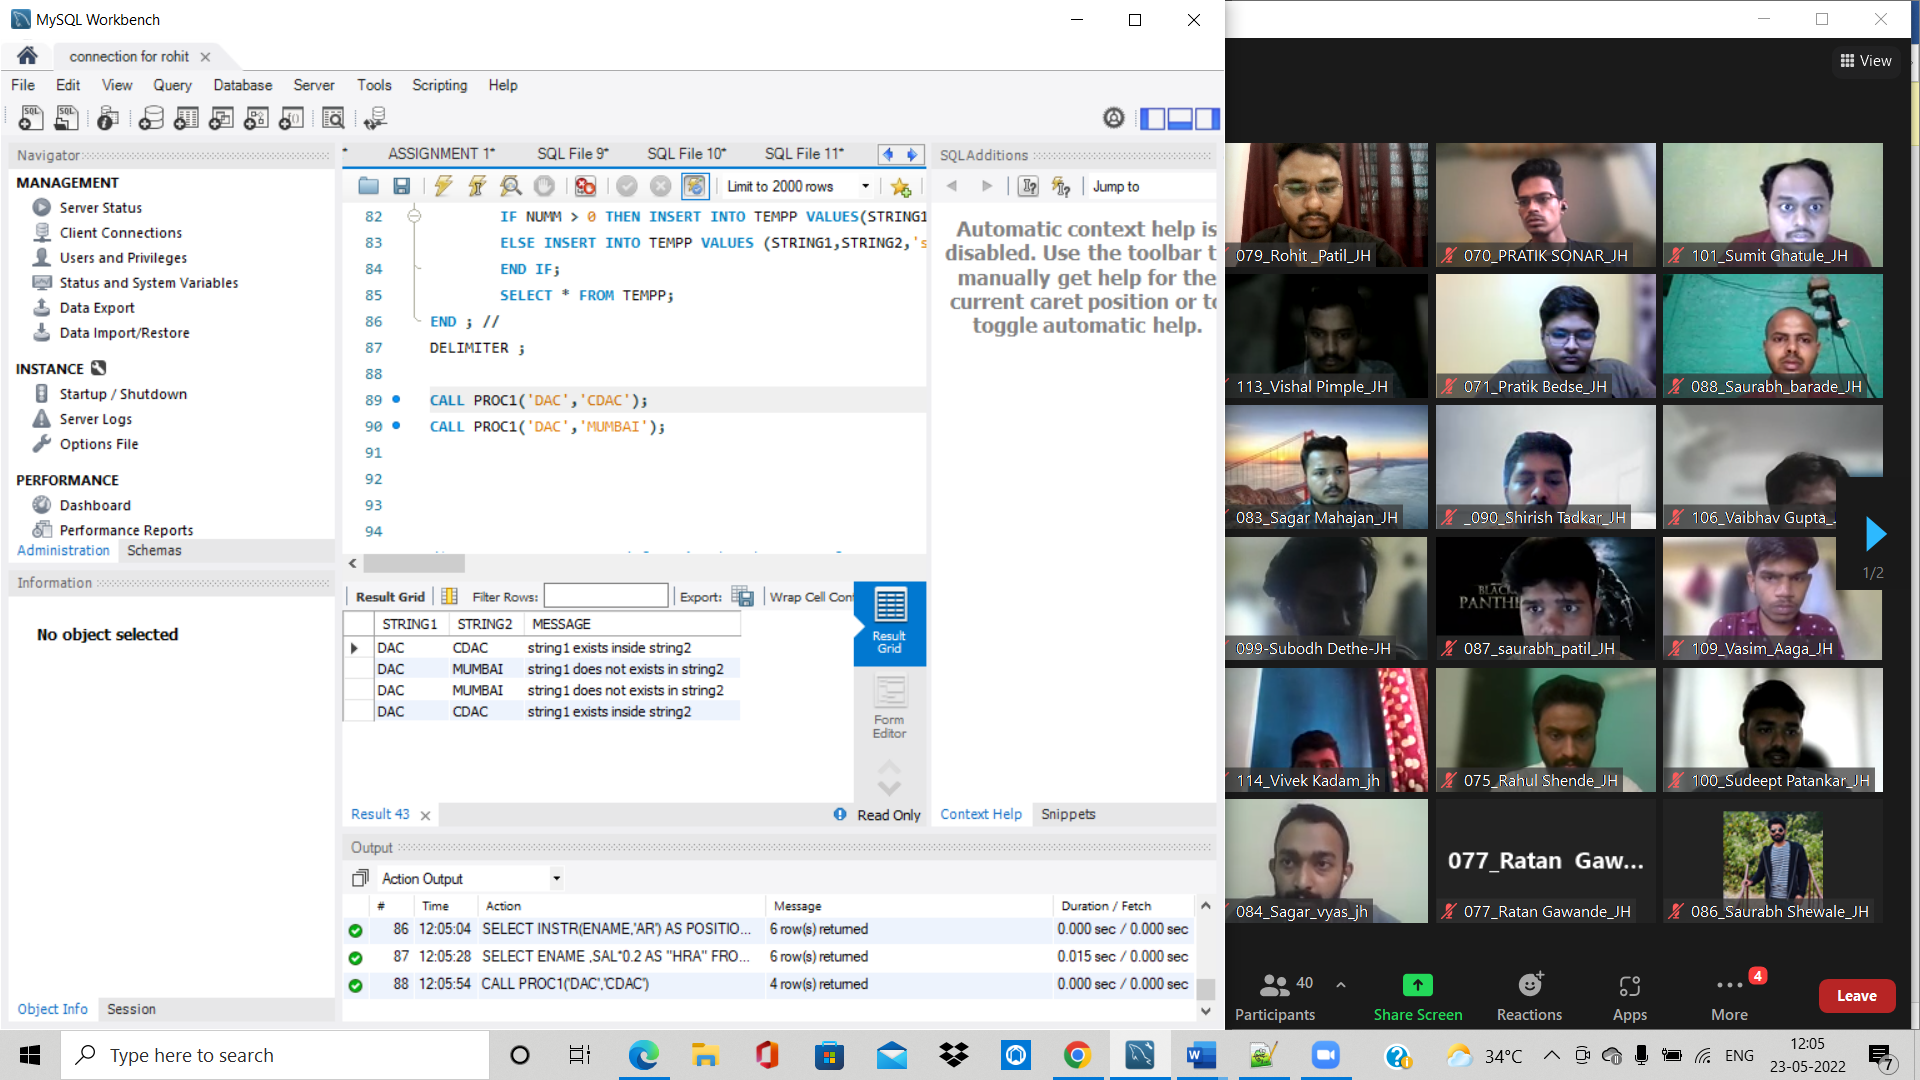 MySQL Workbench
connection for rohit
File Edit View Query Database Server Tools Scripting Help
Navigator
MANAGEMENT
Server Status
Client Connections
Users and Privileges
Status and System Variables
Data Export
Data Import/Restore
INSTANCE
Startup / Shutdown
Server Logs
Options File
PERFORMANCE
Dashboard
Performance Reports
Administration Schemas
Information
No object selected
Object Info Session
ASSIGNMENT 1* SQL File 9* SQL File 10* SQL File 11*
Limit to 2000 rows
82 IF NUMM > 0 THEN INSERT INTO TEMPP VALUES(STRING1
83 ELSE INSERT INTO TEMPP VALUES (STRING1,STRING2,'s
84 END IF;
85 SELECT * FROM TEMPP;
86 END ; //
87 DELIMITER ;
88
89 CALL PROC1('DAC','CDAC');
90 CALL PROC1('DAC','MUMBAI');
91
92
93
94
Result Grid Filter Rows: Export: Wrap Cell Cont
STRING1 STRING2 MESSAGE
DAC CDAC string1 exists inside string2
DAC MUMBAI string1 does not exists in string2
DAC MUMBAI string1 does not exists in string2
DAC CDAC string1 exists inside string2
Result Grid
Form Editor
Result 43
Read Only
SQLAdditions
Jump to
Automatic context help is
disabled. Use the toolbar t
manually get help for the
current caret position or to
toggle automatic help.
Context Help Snippets
Output
Action Output
# Time Action Message Duration / Fetch
86 12:05:04 SELECT INSTR(ENAME,'AR') AS POSITIO... 6 row(s) returned 0.000 sec / 0.000 sec
87 12:05:28 SELECT ENAME ,SAL*0.2 AS "HRA" FRO... 6 row(s) returned 0.015 sec / 0.000 sec
88 12:05:54 CALL PROC1('DAC','CDAC') 4 row(s) returned 0.000 sec / 0.000 sec
View
079_Rohit _Patil_JH
070_PRATIK SONAR_JH
101_Sumit Ghatule_JH
113_Vishal Pimple_JH
071_Pratik Bedse_JH
088_Saurabh_barade_JH
083_Sagar Mahajan_JH
_090_Shirish Tadkar_JH
106_Vaibhav Gupta_
1/2
099-Subodh Dethe-JH
BLACK
PANTHE
087_saurabh_patil_JH
109_Vasim_Aaga_JH
114_Vivek Kadam_jh
075_Rahul Shende_JH
100_Sudeept Patankar_JH
084_Sagar_vyas_jh
077_Ratan Gaw...
077_Ratan Gawande_JH
086_Saurabh Shewale_JH
40
4
Participants Share Screen Reactions Apps More Leave
Type here to search
34°C
ENG
12:05
23-05-2022
7